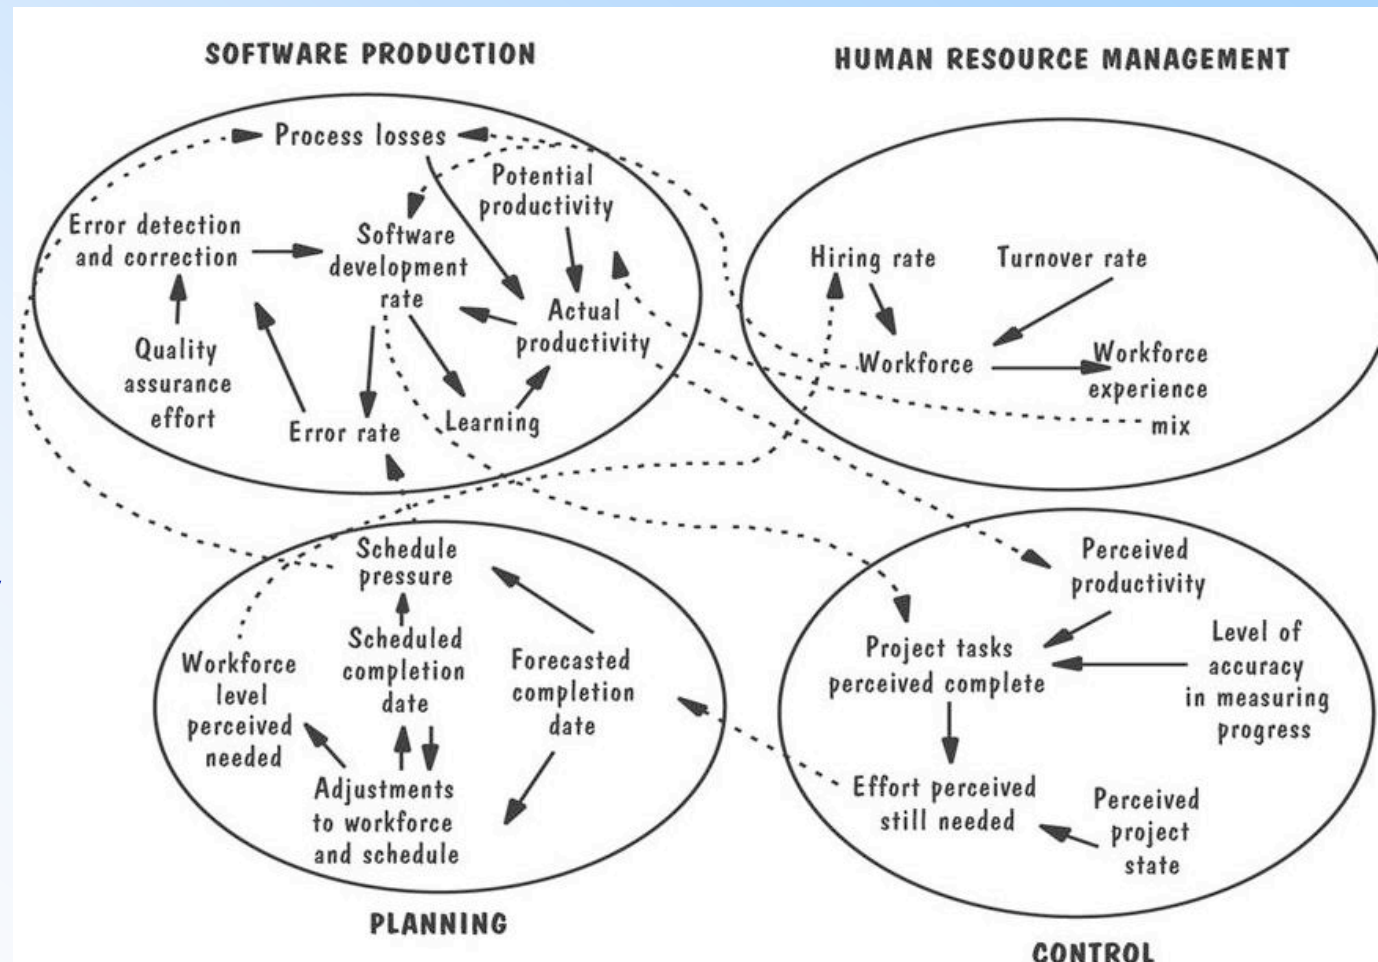 SOFTWARE PRODUCTION
Process losses
Potential
productivity
Error detection
and correction
Software
development
rate
Actual
productivity
Quality
assurance
effort
Error rate
Learning
HUMAN RESOURCE MANAGEMENT
Hiring rate
Turnover rate
Workforce
Workforce
experience
mix
Schedule
pressure
Scheduled
completion
date
Workforce
level
perceived
needed
Forecasted
completion
date
Adjustments
to workforce
and schedule
PLANNING
Perceived
productivity
Project tasks
perceived complete
Level of
accuracy
in measuring
progress
Effort perceived
still needed
Perceived
project
state
CONTROL